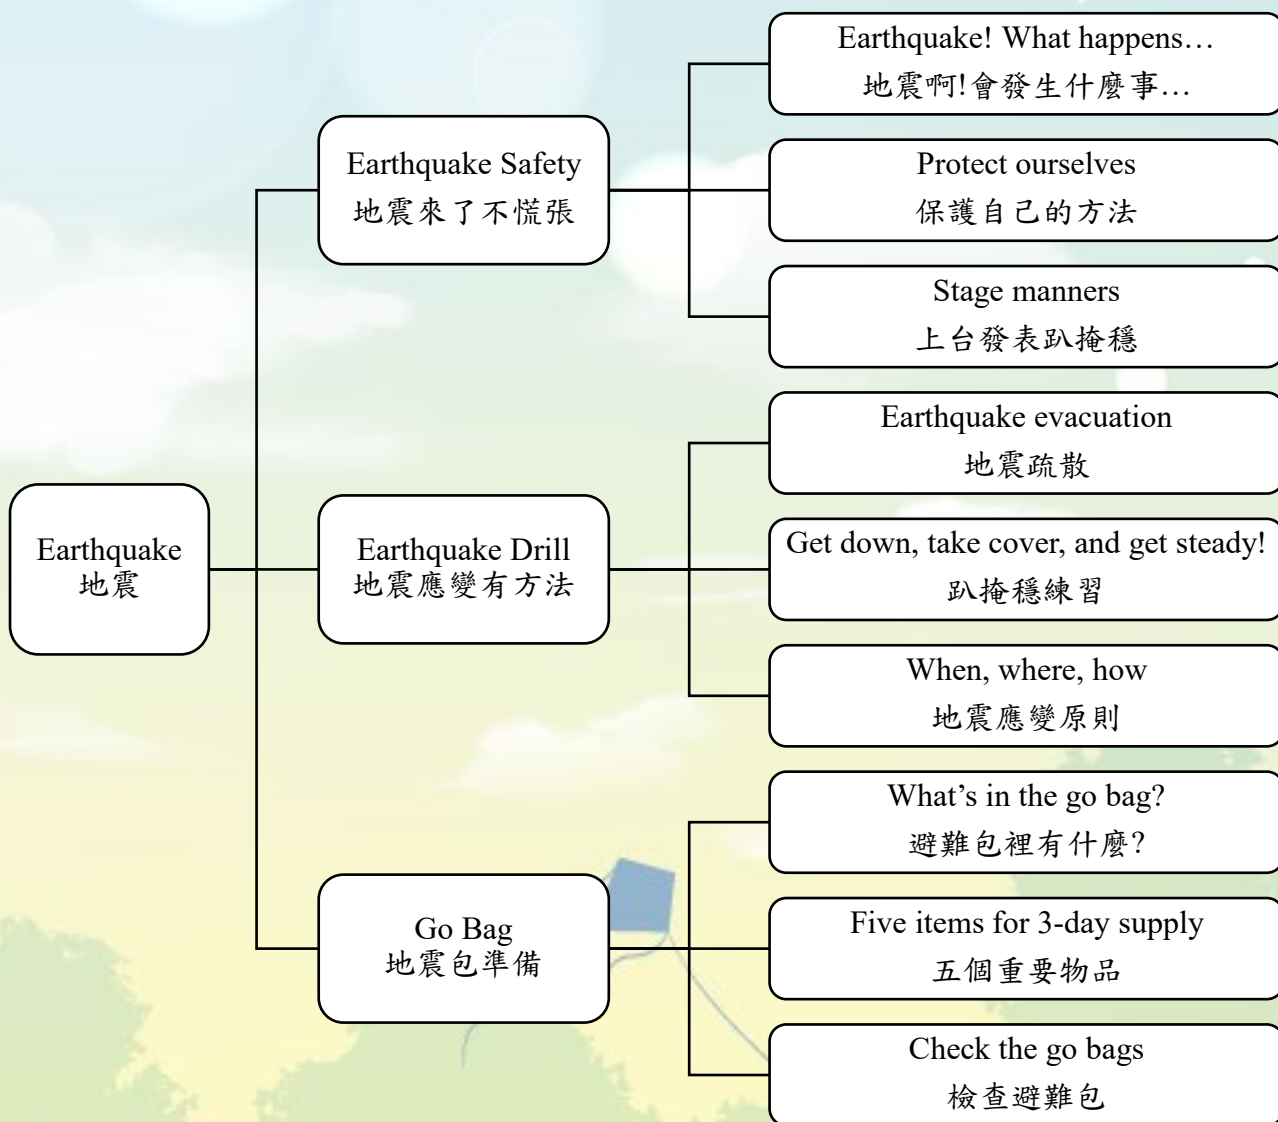 Earthquake
地震
Earthquake Safety
地震來了不慌張
Earthquake! What happens…
地震啊!會發生什麼事…
Protect ourselves
保護自己的方法
Stage manners
上台發表趴掩穩
Earthquake Drill
地震應變有方法
Earthquake evacuation
地震疏散
Get down, take cover, and get steady!
趴掩穩練習
When, where, how
地震應變原則
Go Bag
地震包準備
What’s in the go bag?
避難包裡有什麼?
Five items for 3-day supply
五個重要物品
Check the go bags
檢查避難包